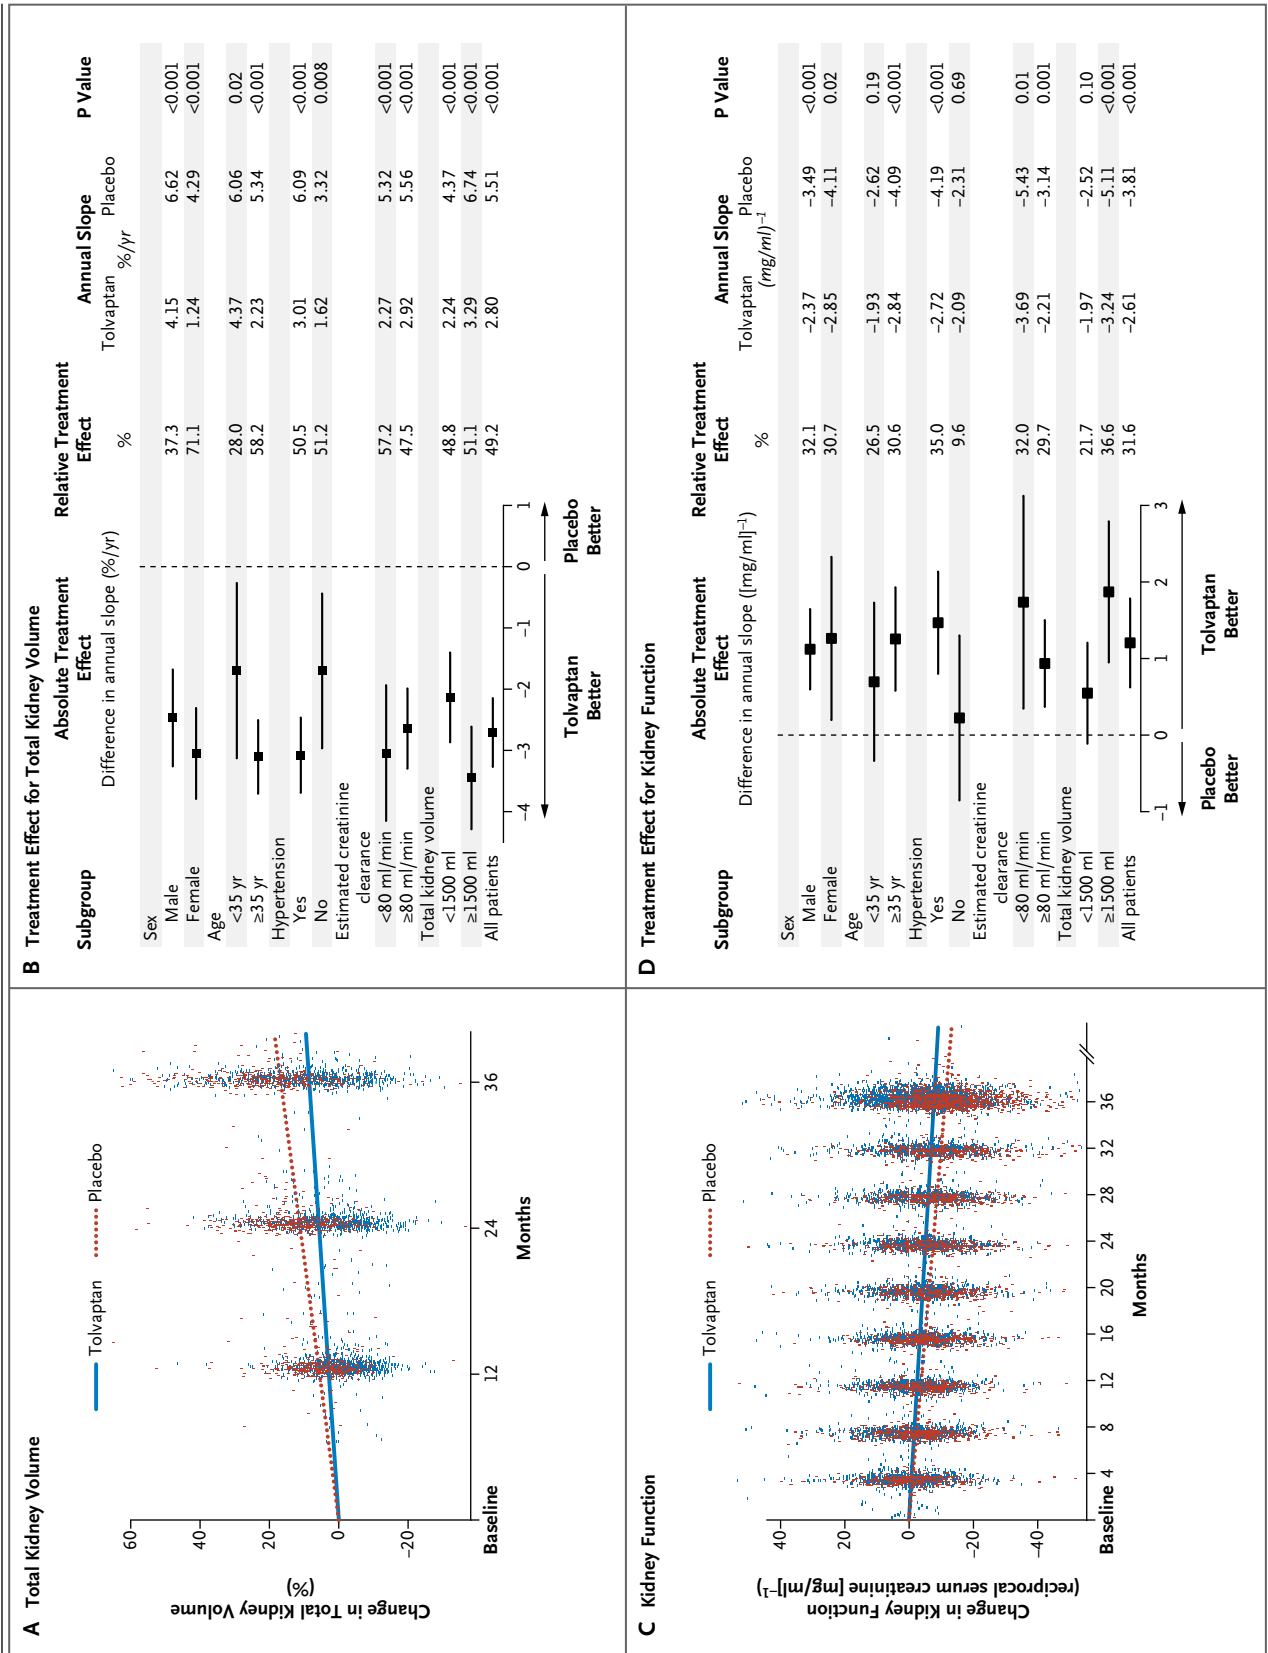 A Total Kidney Volume
Tolvaptan
Placebo
Change in Total Kidney Volume
(%)
60
40
20
0
−20
Baseline
12
24
36
Months
B Treatment Effect for Total Kidney Volume
Subgroup
Absolute Treatment
Effect
Relative Treatment
Effect
Annual Slope
P Value
Difference in annual slope (%/yr)
%
Tolvaptan
Placebo
%/yr
Sex
Male 37.3 4.15 6.62 <0.001
Female 71.1 1.24 4.29 <0.001
Age
<35 yr 28.0 4.37 6.06 0.02
≥35 yr 58.2 2.23 5.34 <0.001
Hypertension
Yes 50.5 3.01 6.09 <0.001
No 51.2 1.62 3.32 0.008
Estimated creatinine
clearance
<80 ml/min 57.2 2.27 5.32 <0.001
≥80 ml/min 47.5 2.92 5.56 <0.001
Total kidney volume
<1500 ml 48.8 2.24 4.37 <0.001
≥1500 ml 51.1 3.29 6.74 <0.001
All patients 49.2 2.80 5.51 <0.001
−4 −3 −2 −1 0 1
Tolvaptan
Better
Placebo
Better
C Kidney Function
Tolvaptan
Placebo
Change in Kidney Function
(reciprocal serum creatinine [mg/ml]−1)
40
20
0
−20
−40
Baseline 4 8 12 16 20 24 28 32 36
Months
D Treatment Effect for Kidney Function
Subgroup
Absolute Treatment
Effect
Relative Treatment
Effect
Annual Slope
P Value
Difference in annual slope ([mg/ml]−1)
%
Tolvaptan
Placebo
(mg/ml)−1
Sex
Male 32.1 −2.37 −3.49 <0.001
Female 30.7 −2.85 −4.11 0.02
Age
<35 yr 26.5 −1.93 −2.62 0.19
≥35 yr 30.6 −2.84 −4.09 <0.001
Hypertension
Yes 35.0 −2.72 −4.19 <0.001
No 9.6 −2.09 −2.31 0.69
Estimated creatinine
clearance
<80 ml/min 32.0 −3.69 −5.43 0.01
≥80 ml/min 29.7 −2.21 −3.14 0.001
Total kidney volume
<1500 ml 21.7 −1.97 −2.52 0.10
≥1500 ml 36.6 −3.24 −5.11 <0.001
All patients 31.6 −2.61 −3.81 <0.001
−1 0 1 2 3
Placebo
Better
Tolvaptan
Better